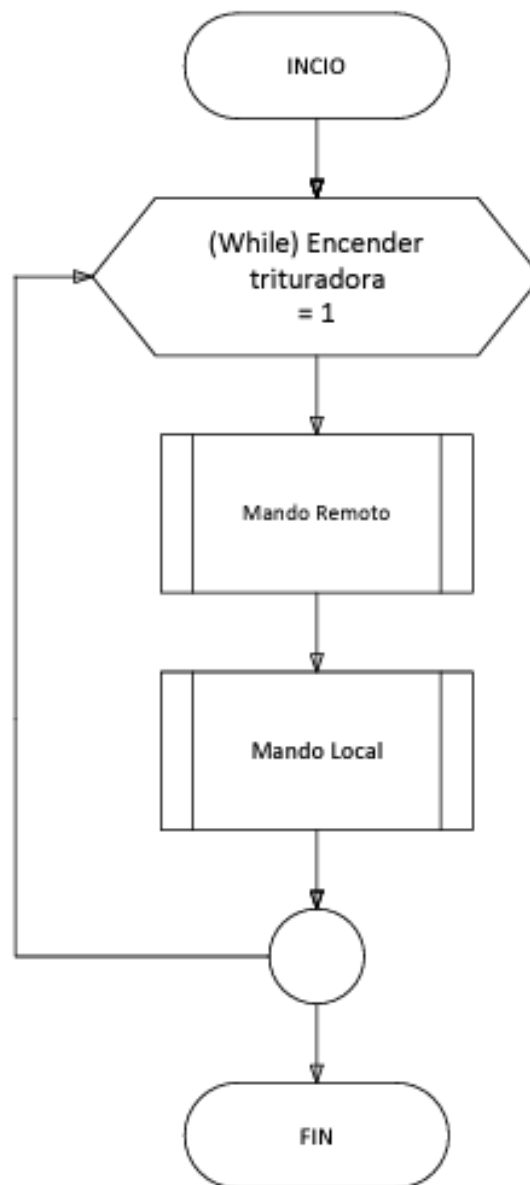 INCIO
(While) Encender
trituradora
= 1
Mando Remoto
Mando Local
FIN